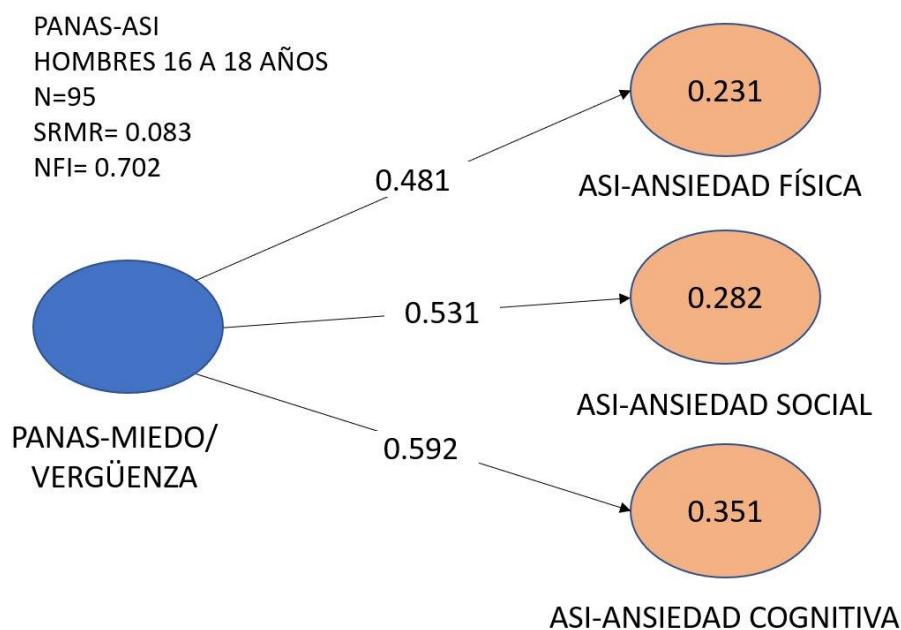 PANAS-ASI
HOMBRES 16 A 18 AÑOS
N=95
SRMR= 0.083
NFI= 0.702
0.231
0.481
ASI-ANSIEDAD FÍSICA
0.282
0.531
ASI-ANSIEDAD SOCIAL
PANAS-MIEDO/
VERGÜENZA
0.592
0.351
ASI-ANSIEDAD COGNITIVA